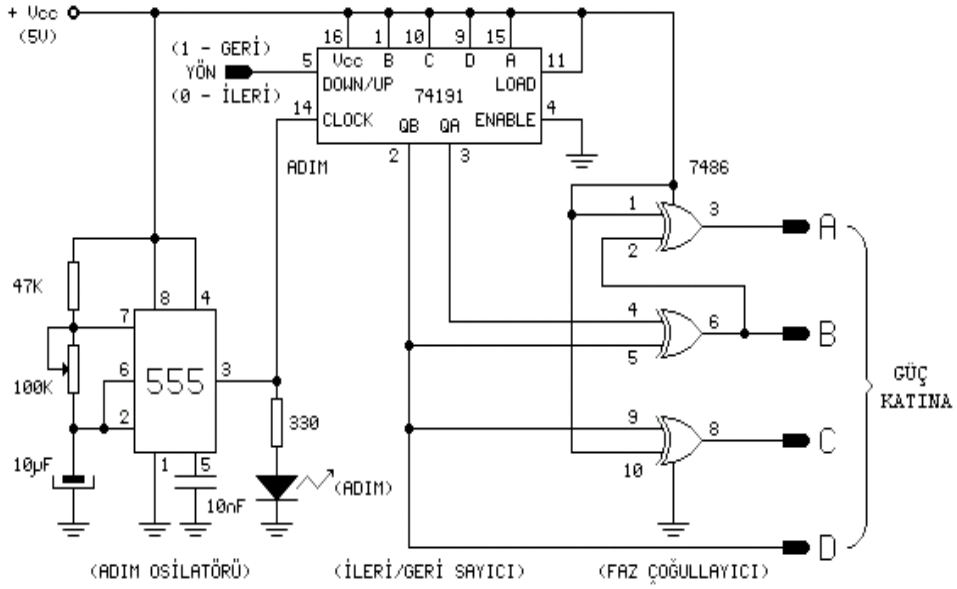 + Vcc
(5V)
(1 - GERİ)
YÖN
(0 - İLERİ)
16 1 10 9 15
Vcc B C D A
5 11
DOWN/UP LOAD
74191
14 4
CLOCK ENABLE
QB QA
2 3
ADIM
7486
1 3 A
2
47K
8 4
7
4 6 B
5
100K
6 555 3
GÜÇ
KATINA
2
330
9 8 C
10
10µF
1 5
10nF
(ADIM)
D
(ADIM OSİLATÖRÜ) (İLERİ/GERİ SAYICI) (FAZ ÇOĞULLAYICI)